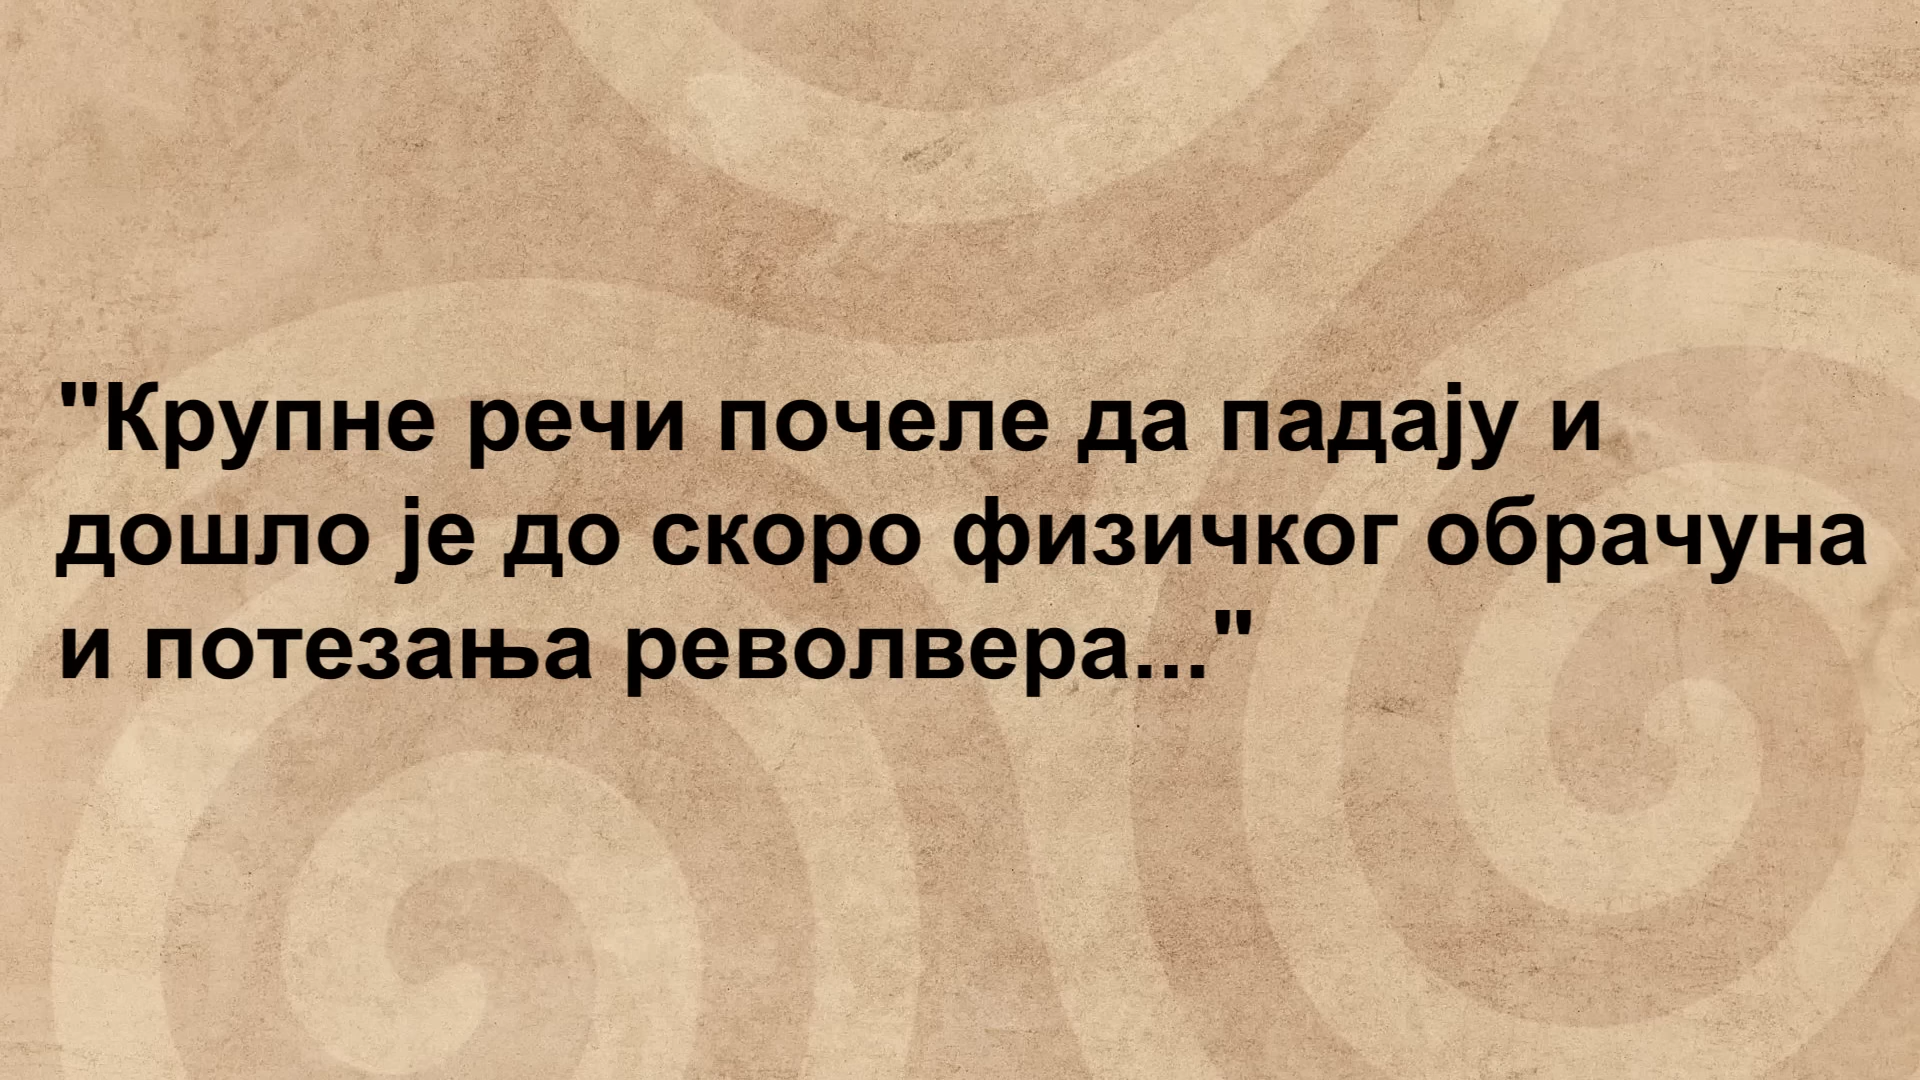 "Крупне речи почеле да падају и
дошло је до скоро физичког обрачуна
и потезања револвера..."